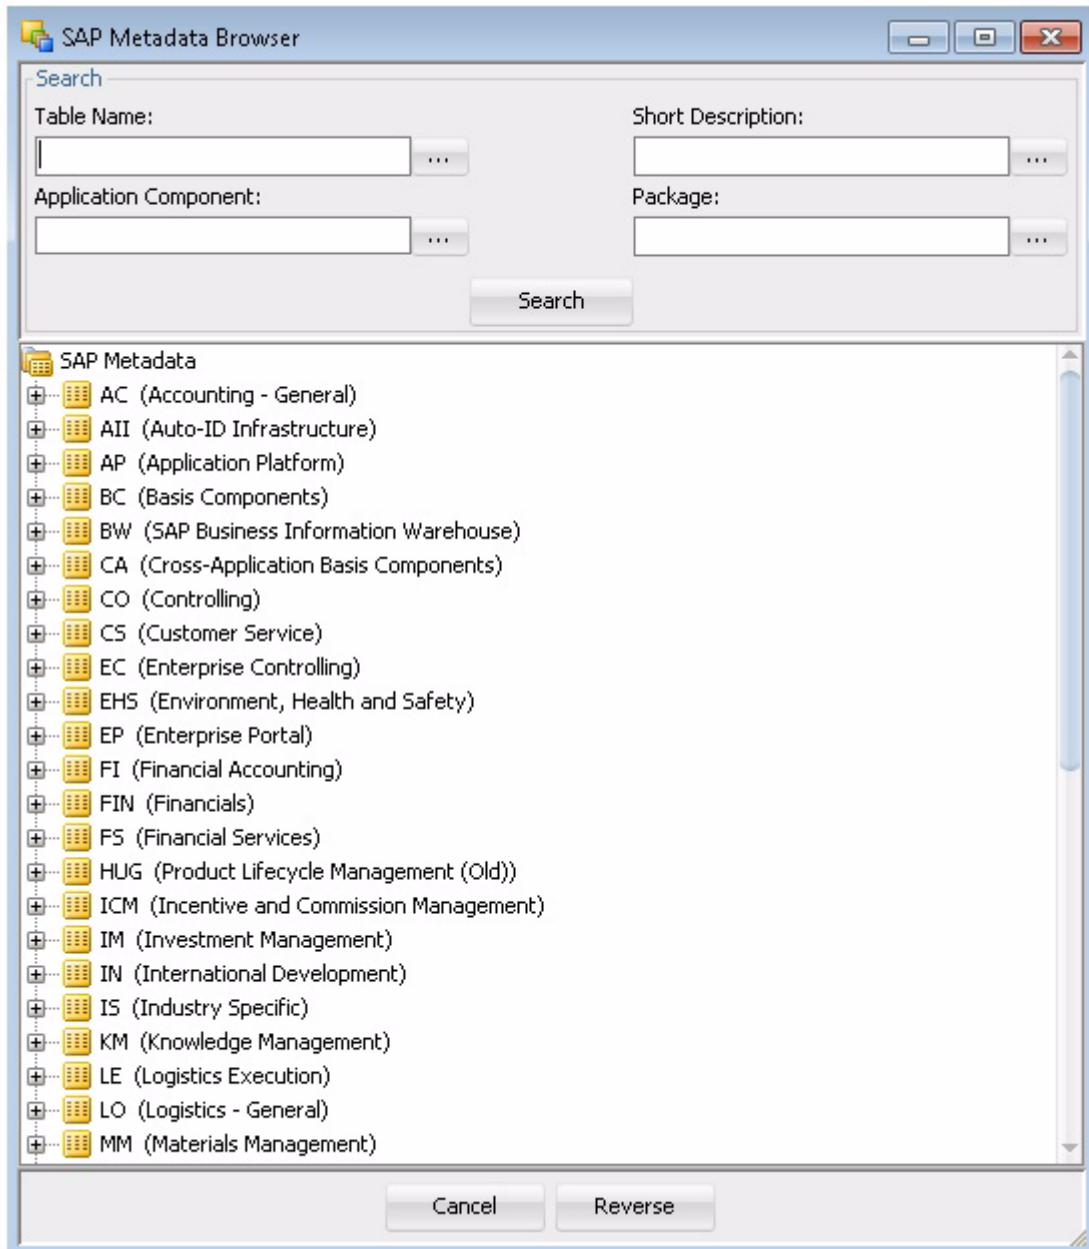 SAP Metadata Browser
Search
Table Name: Short Description:
... ...
Application Component: Package:
... ...
Search
SAP Metadata
AC (Accounting - General)
AII (Auto-ID Infrastructure)
AP (Application Platform)
BC (Basis Components)
BW (SAP Business Information Warehouse)
CA (Cross-Application Basis Components)
CO (Controlling)
CS (Customer Service)
EC (Enterprise Controlling)
EHS (Environment, Health and Safety)
EP (Enterprise Portal)
FI (Financial Accounting)
FIN (Financials)
FS (Financial Services)
HUG (Product Lifecycle Management (Old))
ICM (Incentive and Commission Management)
IM (Investment Management)
IN (International Development)
IS (Industry Specific)
KM (Knowledge Management)
LE (Logistics Execution)
LO (Logistics - General)
MM (Materials Management)
Cancel Reverse